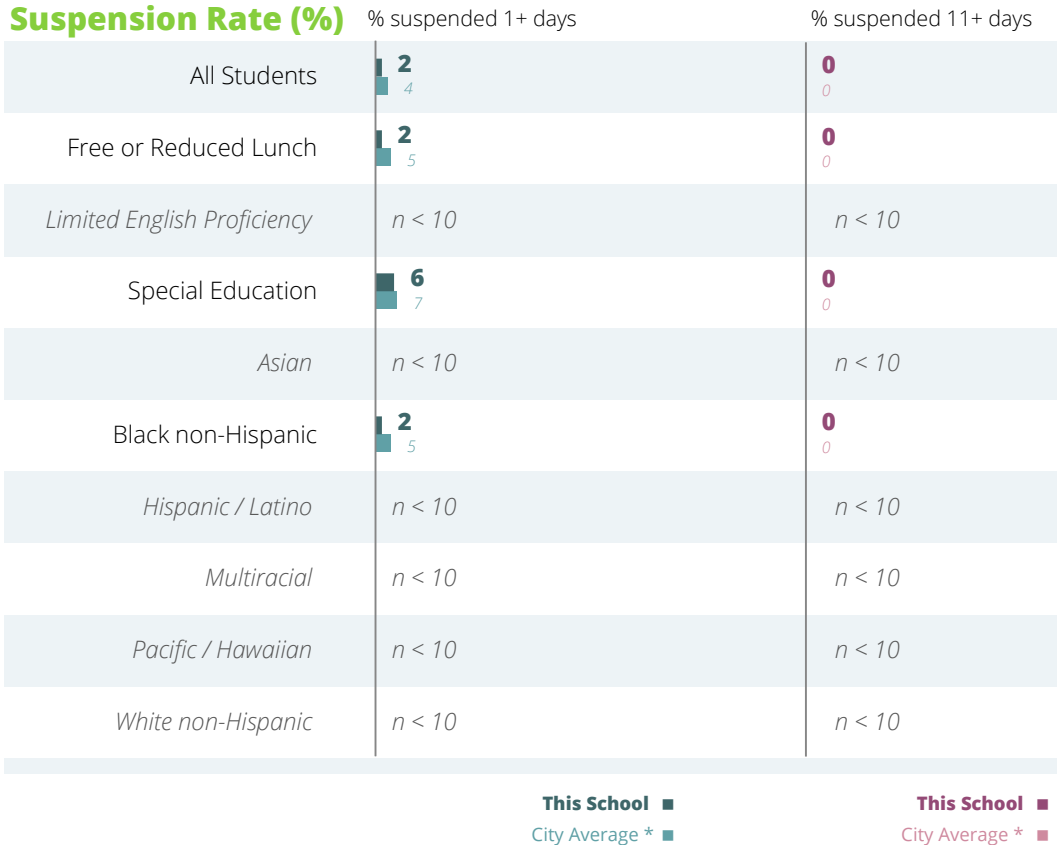 Suspension Rate (%) % suspended 1+ days % suspended 11+ days
All Students 2 0
4 0
Free or Reduced Lunch 2 0
5 0
Limited English Proficiency n < 10 n < 10
Special Education 6 0
7 0
Asian n < 10 n < 10
Black non-Hispanic 2 0
5 0
Hispanic / Latino n < 10 n < 10
Multiracial n < 10 n < 10
Pacific / Hawaiian n < 10 n < 10
White non-Hispanic n < 10 n < 10
This School This School
City Average * City Average *